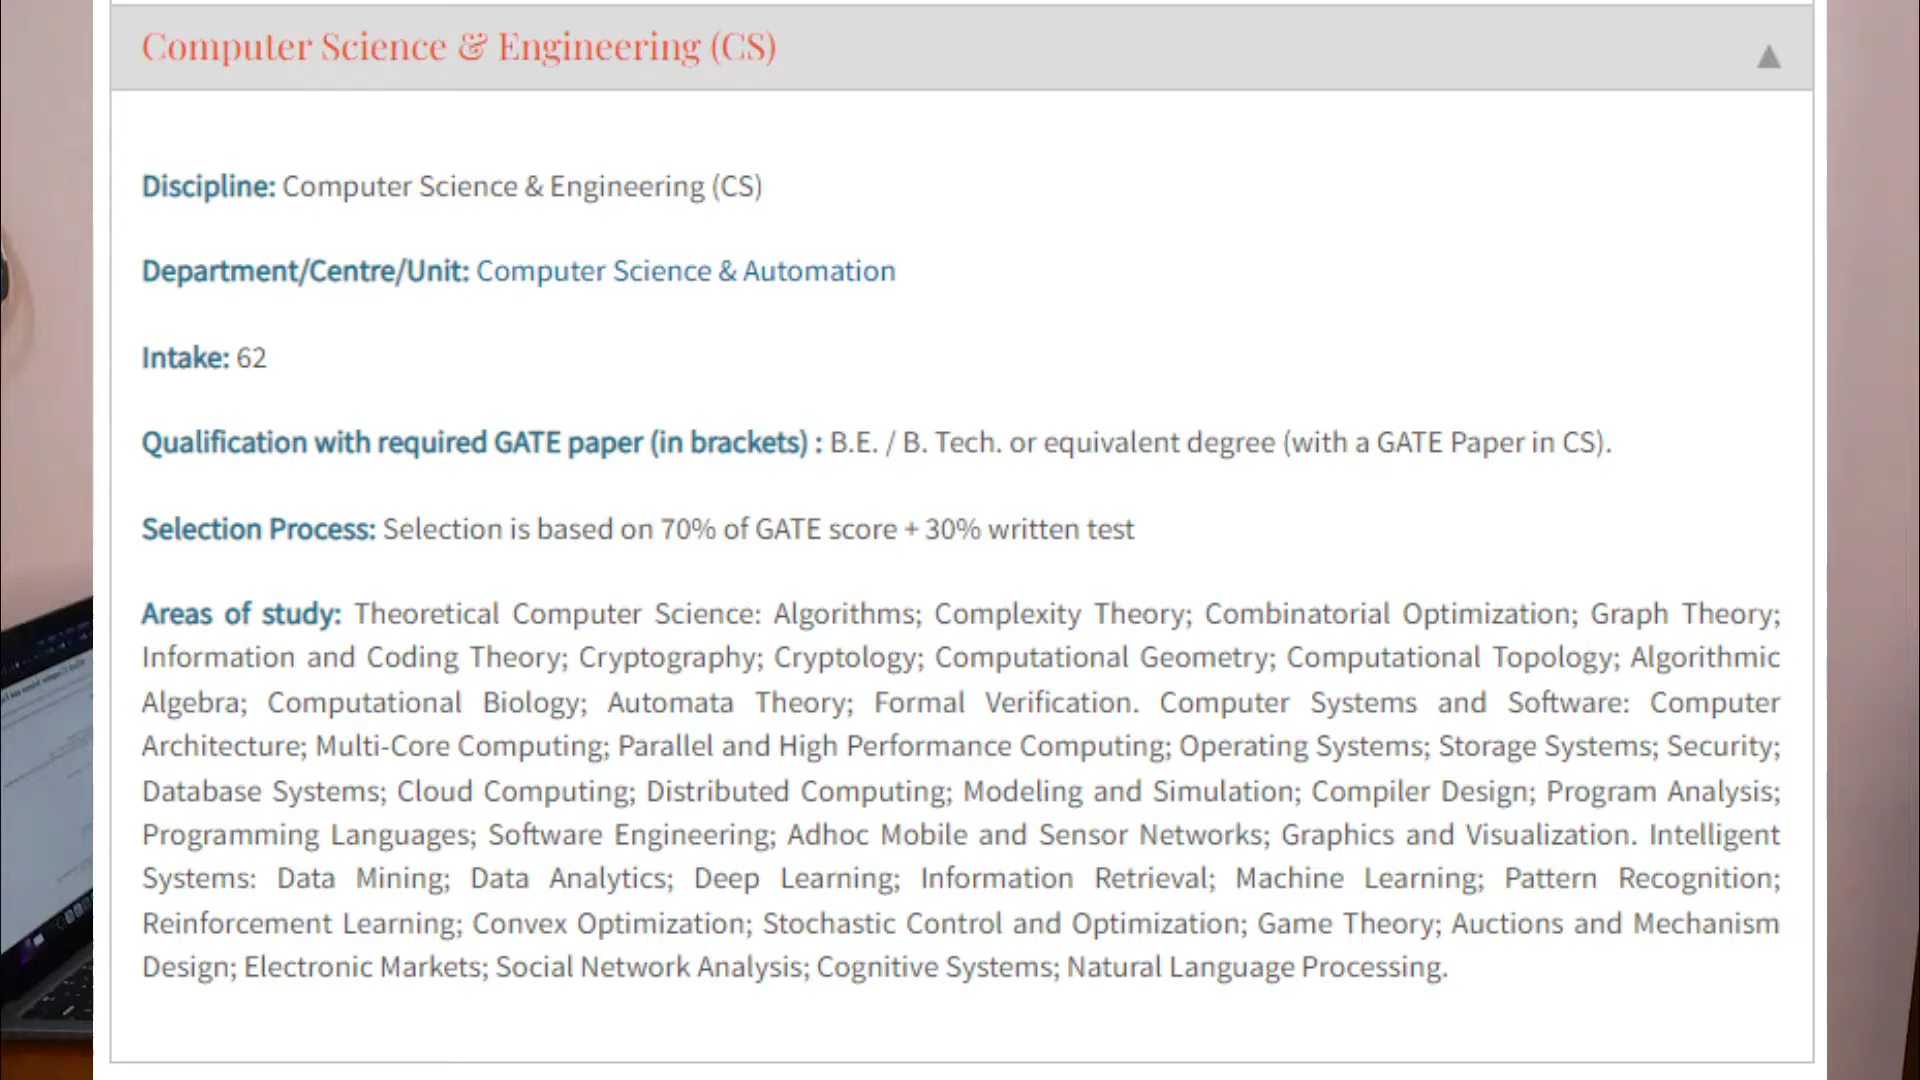 Computer Science & Engineering (CS)
Discipline: Computer Science & Engineering (CS)
Department/Centre/Unit: Computer Science & Automation
Intake: 62
Qualification with required GATE paper (in brackets) : B.E. / B. Tech. or equivalent degree (with a GATE Paper in CS).
Selection Process: Selection is based on 70% of GATE score + 30% written test
Areas of study: Theoretical Computer Science: Algorithms; Complexity Theory; Combinatorial Optimization; Graph Theory;
Information and Coding Theory; Cryptography; Cryptology; Computational Geometry; Computational Topology; Algorithmic
Algebra; Computational Biology; Automata Theory; Formal Verification. Computer Systems and Software: Computer
Architecture; Multi-Core Computing; Parallel and High Performance Computing; Operating Systems; Storage Systems; Security;
Database Systems; Cloud Computing; Distributed Computing; Modeling and Simulation; Compiler Design; Program Analysis;
Programming Languages; Software Engineering; Adhoc Mobile and Sensor Networks; Graphics and Visualization. Intelligent
Systems: Data Mining; Data Analytics; Deep Learning; Information Retrieval; Machine Learning; Pattern Recognition;
Reinforcement Learning; Convex Optimization; Stochastic Control and Optimization; Game Theory; Auctions and Mechanism
Design; Electronic Markets; Social Network Analysis; Cognitive Systems; Natural Language Processing.